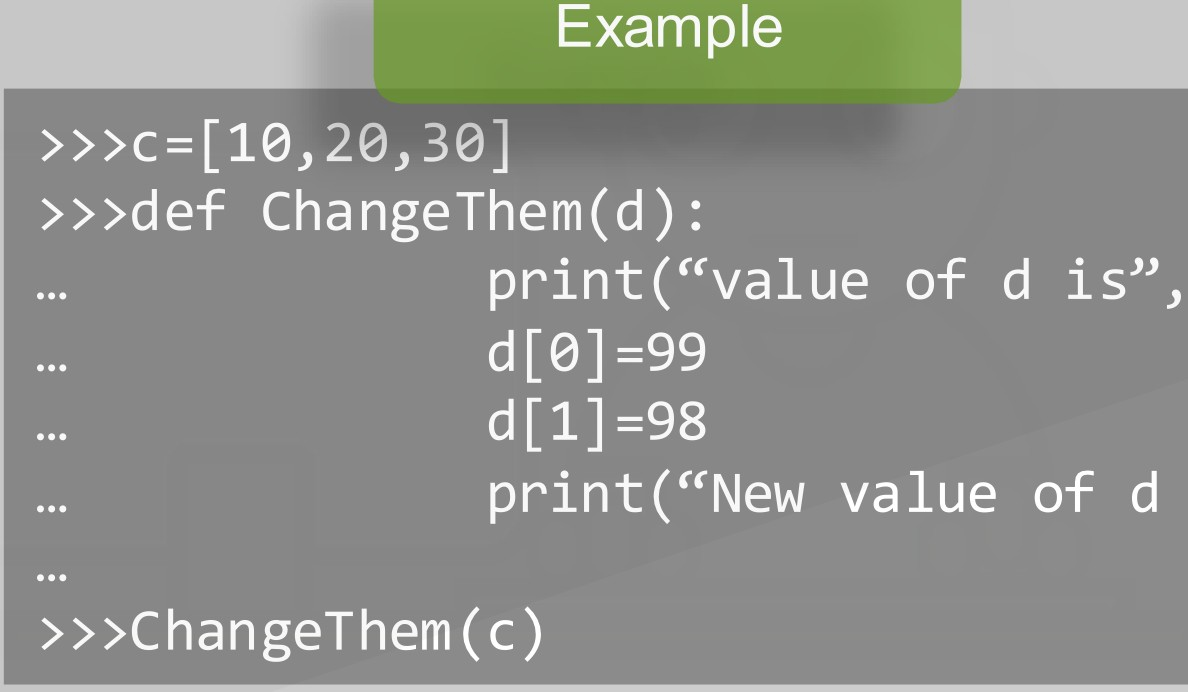 Example
>>>c=[10,20,30]
>>>def ChangeThem(d):
…             print(“value of d is”,
…             d[0]=99
…             d[1]=98
…             print(“New value of d
…
>>>ChangeThem(c)